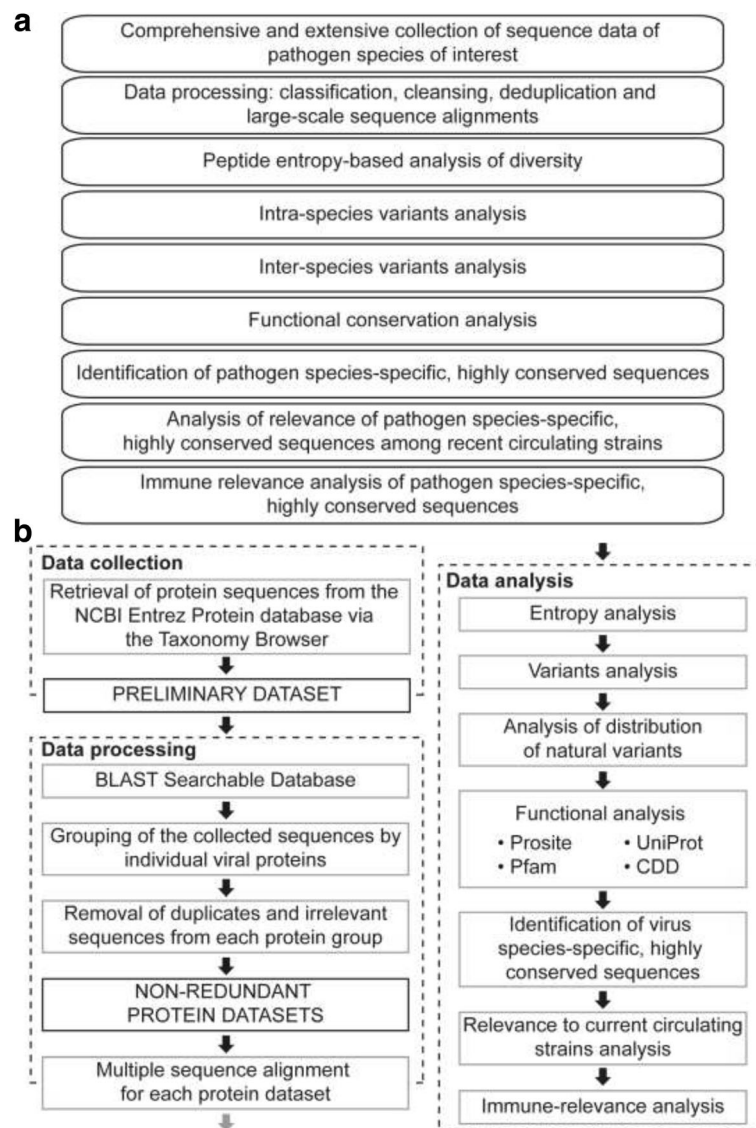 a
Comprehensive and extensive collection of sequence data of
pathogen species of interest
Data processing: classification, cleansing, deduplication and
large-scale sequence alignments
Peptide entropy-based analysis of diversity
Intra-species variants analysis
Inter-species variants analysis
Functional conservation analysis
Identification of pathogen species-specific, highly conserved sequences
Analysis of relevance of pathogen species-specific,
highly conserved sequences among recent circulating strains
Immune relevance analysis of pathogen species-specific,
highly conserved sequences
b
Data collection
Retrieval of protein sequences from the
NCBI Entrez Protein database via
the Taxonomy Browser
PRELIMINARY DATASET
Data processing
BLAST Searchable Database
Grouping of the collected sequences by
individual viral proteins
Removal of duplicates and irrelevant
sequences from each protein group
NON-REDUNDANT
PROTEIN DATASETS
Multiple sequence alignment
for each protein dataset
Data analysis
Entropy analysis
Variants analysis
Analysis of distribution
of natural variants
Functional analysis
• Prosite • UniProt
• Pfam • CDD
Identification of virus
species-specific, highly
conserved sequences
Relevance to current circulating
strains analysis
Immune-relevance analysis